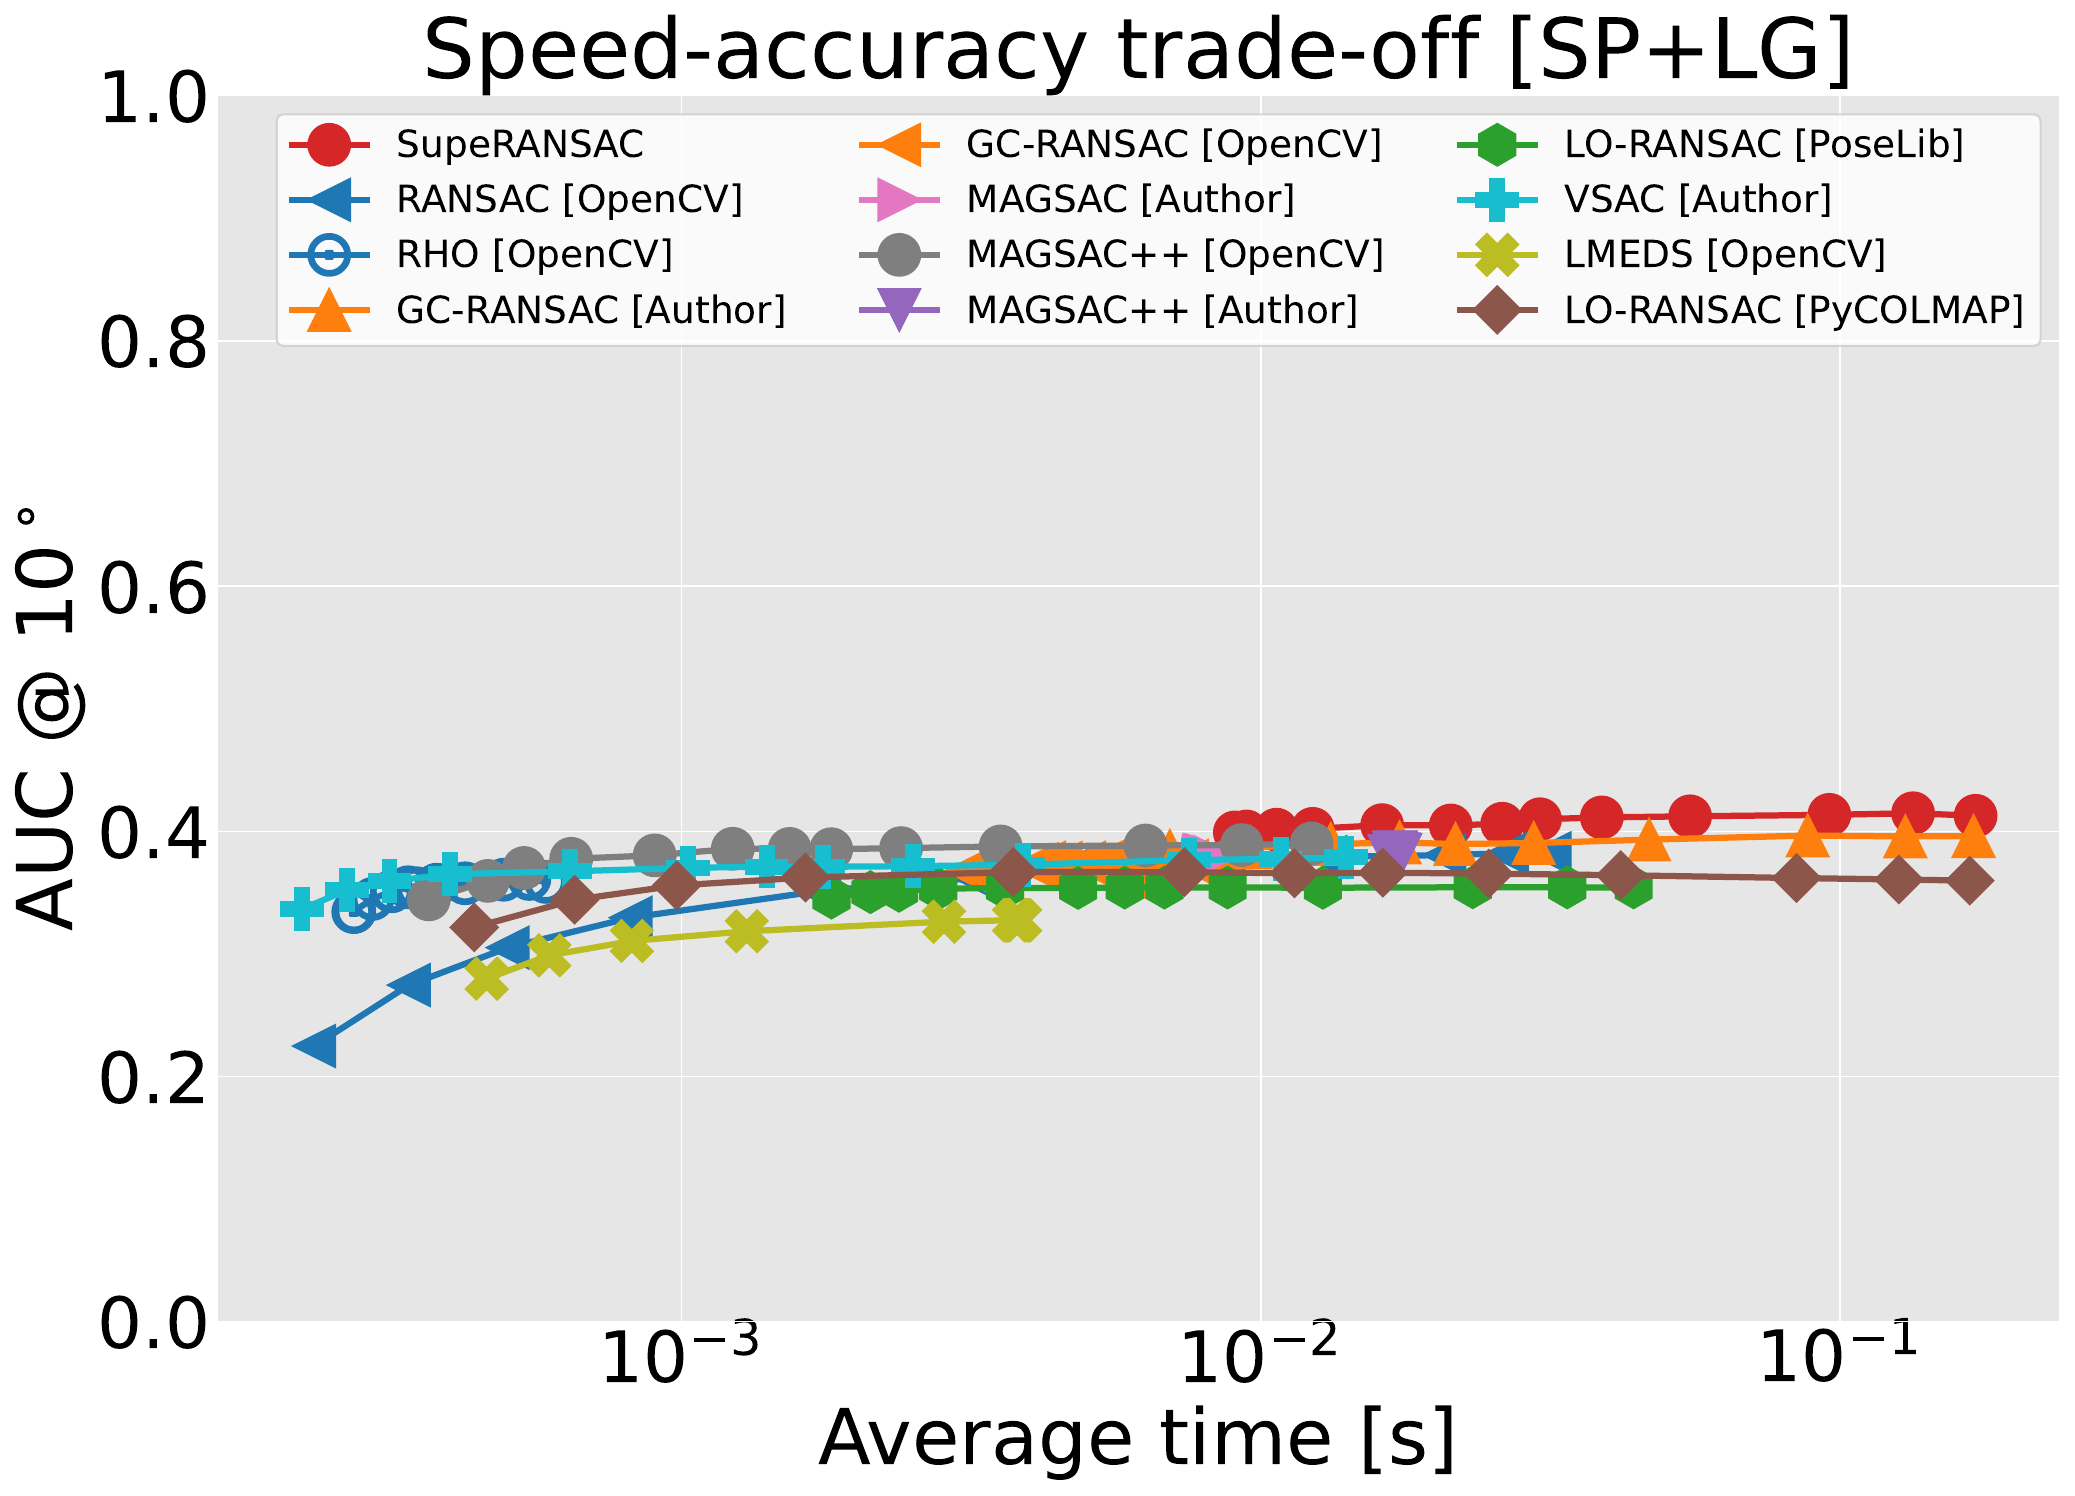 Speed-accuracy trade-off [SP+LG]
SupeRANSAC
RANSAC [OpenCV]
RHO [OpenCV]
GC-RANSAC [Author]
GC-RANSAC [OpenCV]
MAGSAC [Author]
MAGSAC++ [OpenCV]
MAGSAC++ [Author]
LO-RANSAC [PoseLib]
VSAC [Author]
LMEDS [OpenCV]
LO-RANSAC [PyCOLMAP]
AUC @ 10°
1.0
0.8
0.6
0.4
0.2
0.0
10⁻³ 10⁻² 10⁻¹
Average time [s]